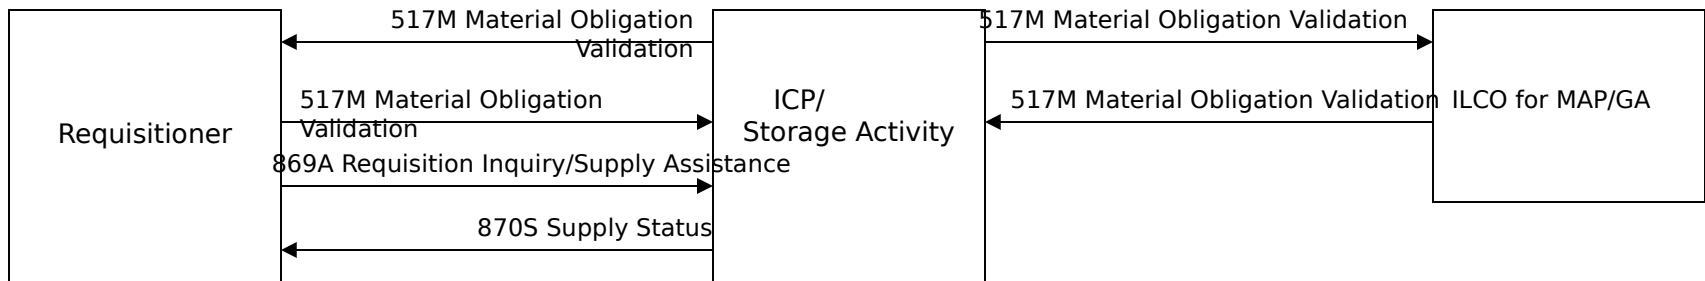 517M Material Obligation
Validation
517M Material Obligation Validation
517M Material Obligation
Validation
517M Material Obligation Validation
Requisitioner
ICP/
Storage Activity
ILCO for MAP/GA
869A Requisition Inquiry/Supply Assistance
870S Supply Status